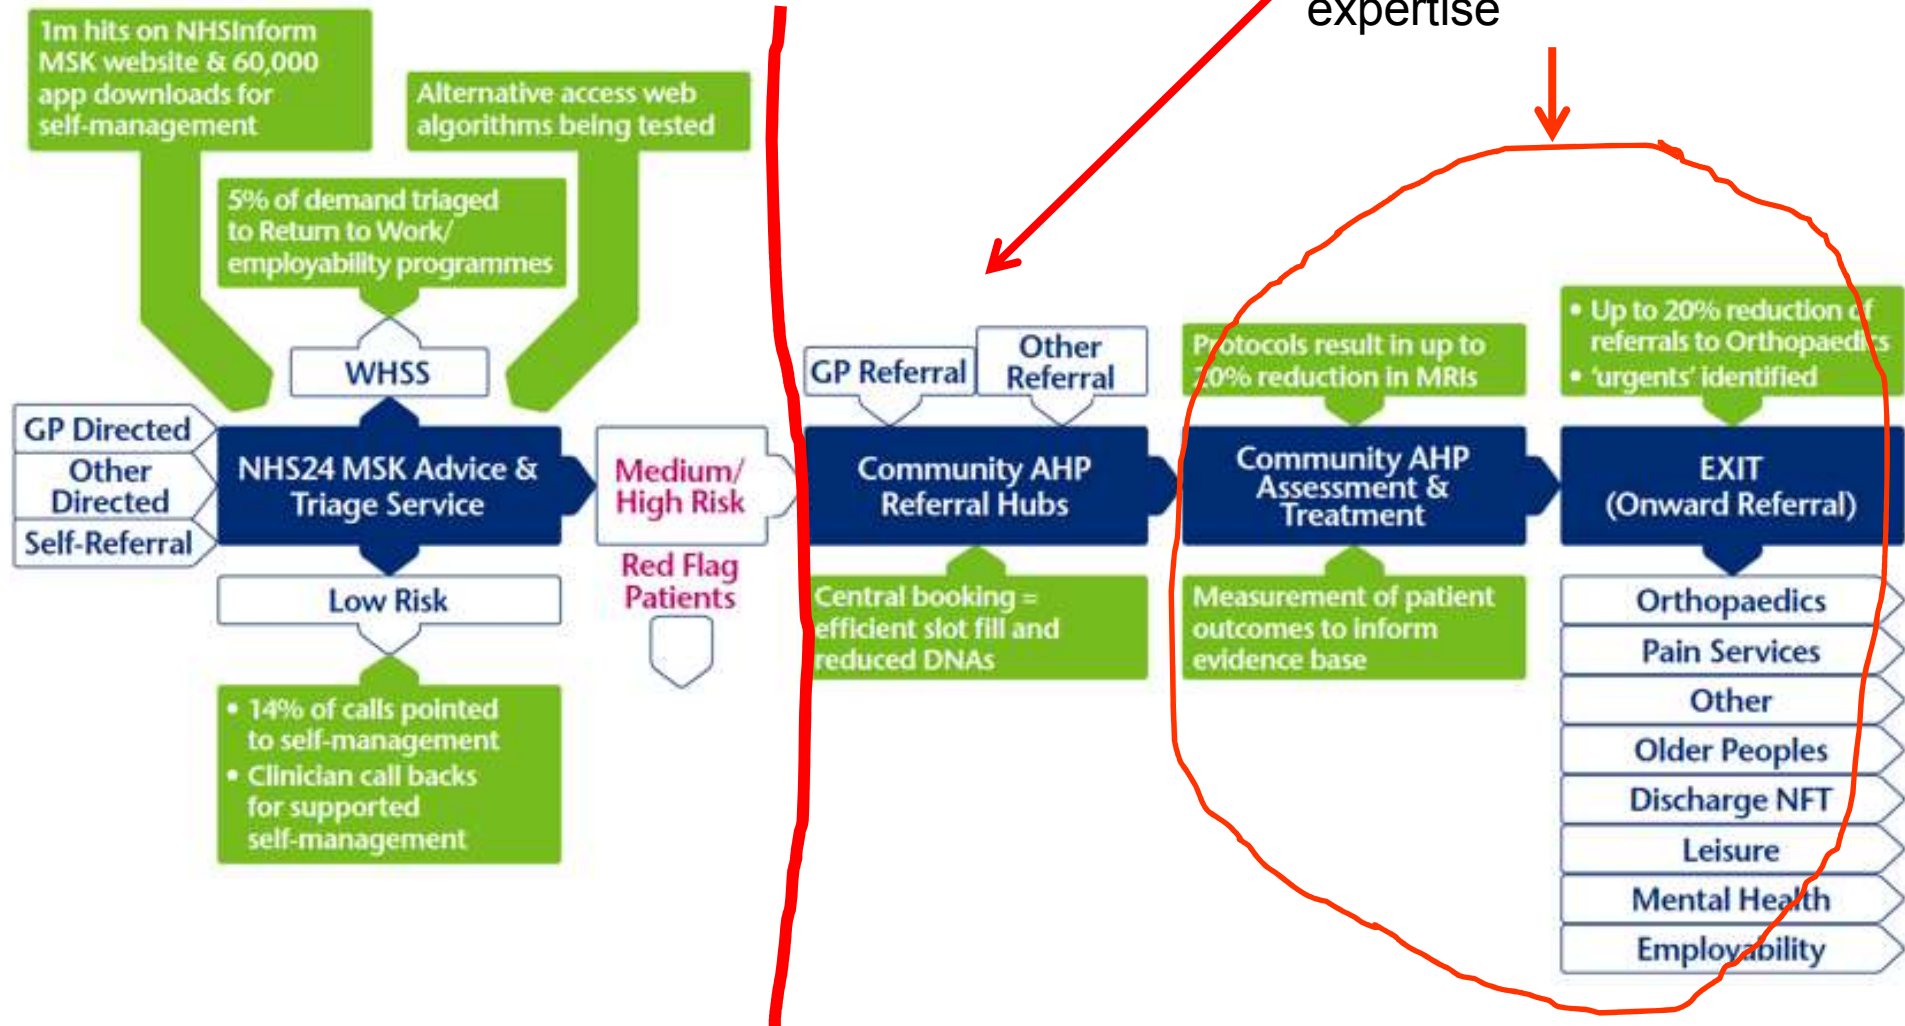 expertise
1m hits on NHSInform
MSK website & 60,000
app downloads for
self-management
Alternative access web
algorithms being tested
5% of demand triaged
to Return to Work/
employability programmes
WHSS
GP Directed
Other
Directed
Self-Referral
NHS24 MSK Advice &
Triage Service
Low Risk
• 14% of calls pointed
to self-management
• Clinician call backs
for supported
self-management
Medium/
High Risk
Red Flag
Patients
GP Referral
Other
Referral
Community AHP
Referral Hubs
Central booking =
efficient slot fill and
reduced DNAs
Protocols result in up to
20% reduction in MRIs
Community AHP
Assessment &
Treatment
Measurement of patient
outcomes to inform
evidence base
• Up to 20% reduction of
referrals to Orthopaedics
• ‘urgents’ identified
EXIT
(Onward Referral)
Orthopaedics
Pain Services
Other
Older Peoples
Discharge NFT
Leisure
Mental Health
Employability